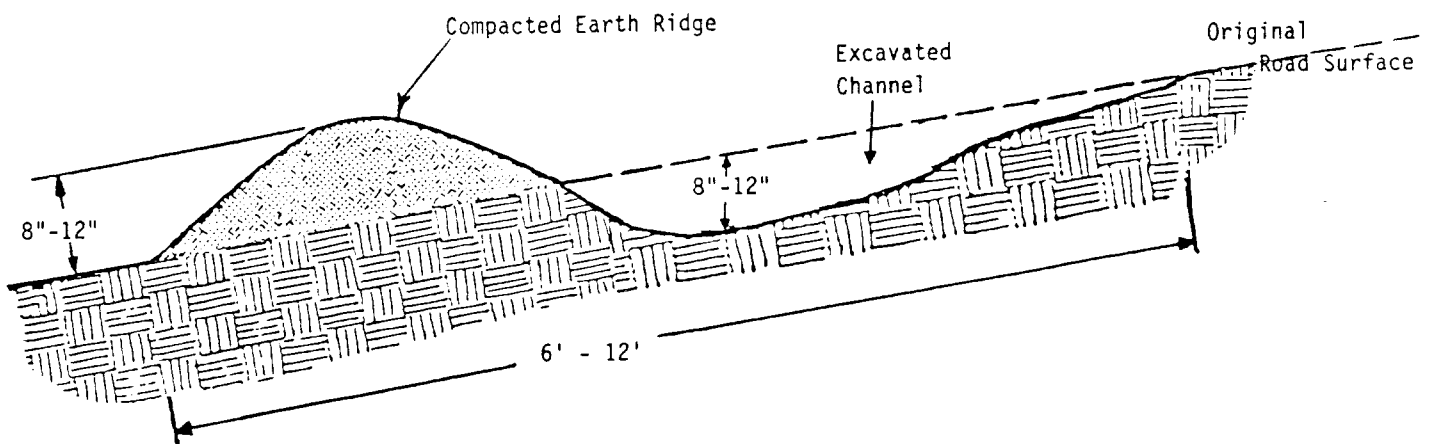 Compacted Earth Ridge
Excavated
Channel
Original
Road Surface
8"-12"
8"-12"
6' - 12'